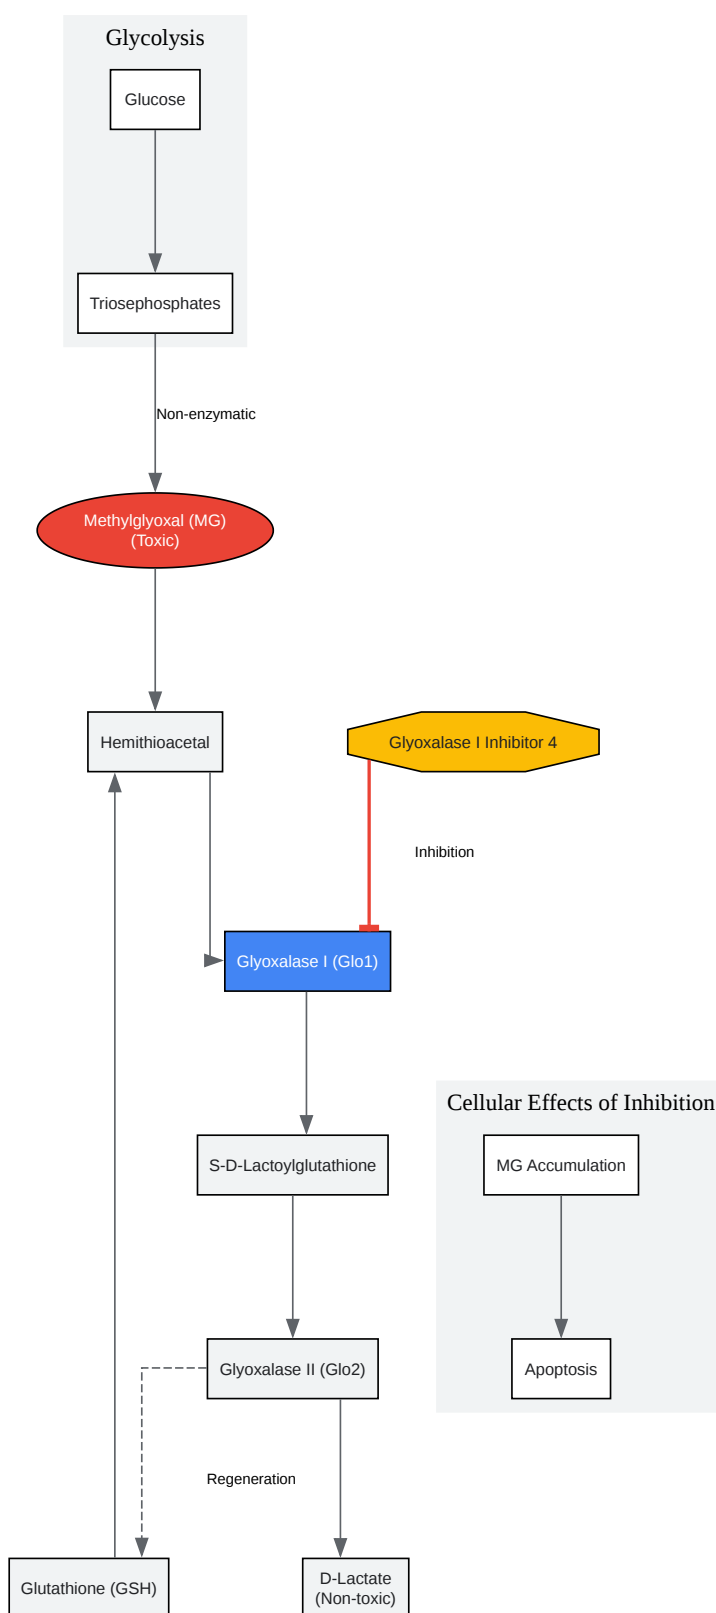 Glycolysis
Glucose
Triosephosphates
Non-enzymatic
Methylglyoxal (MG)
(Toxic)
Hemithioacetal
Glyoxalase I Inhibitor 4
Inhibition
Glyoxalase I (Glo1)
Cellular Effects of Inhibition
S-D-Lactoylglutathione
MG Accumulation
Glyoxalase II (Glo2)
Apoptosis
Regeneration
Glutathione (GSH)
D-Lactate
(Non-toxic)